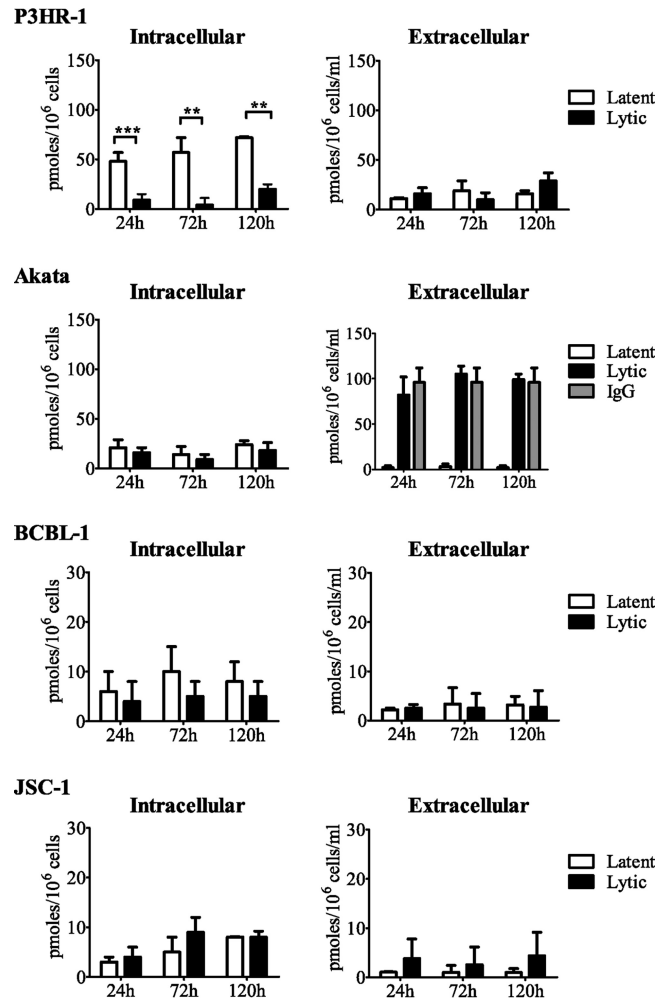 P3HR-1
Intracellular
Extracellular
pmoles/10⁶ cells
150
100
50
0
***
**
**
24h
72h
120h
pmoles/10⁶ cells/ml
150
100
50
0
24h
72h
120h
Latent
Lytic
Akata
Intracellular
Extracellular
pmoles/10⁶ cells
150
100
50
0
24h
72h
120h
pmoles/10⁶ cells/ml
150
100
50
0
24h
72h
120h
Latent
Lytic
IgG
BCBL-1
Intracellular
Extracellular
pmoles/10⁶ cells
30
20
10
0
24h
72h
120h
pmoles/10⁶ cells/ml
30
20
10
0
24h
72h
120h
Latent
Lytic
JSC-1
Intracellular
Extracellular
pmoles/10⁶ cells
30
20
10
0
24h
72h
120h
pmoles/10⁶ cells/ml
30
20
10
0
24h
72h
120h
Latent
Lytic